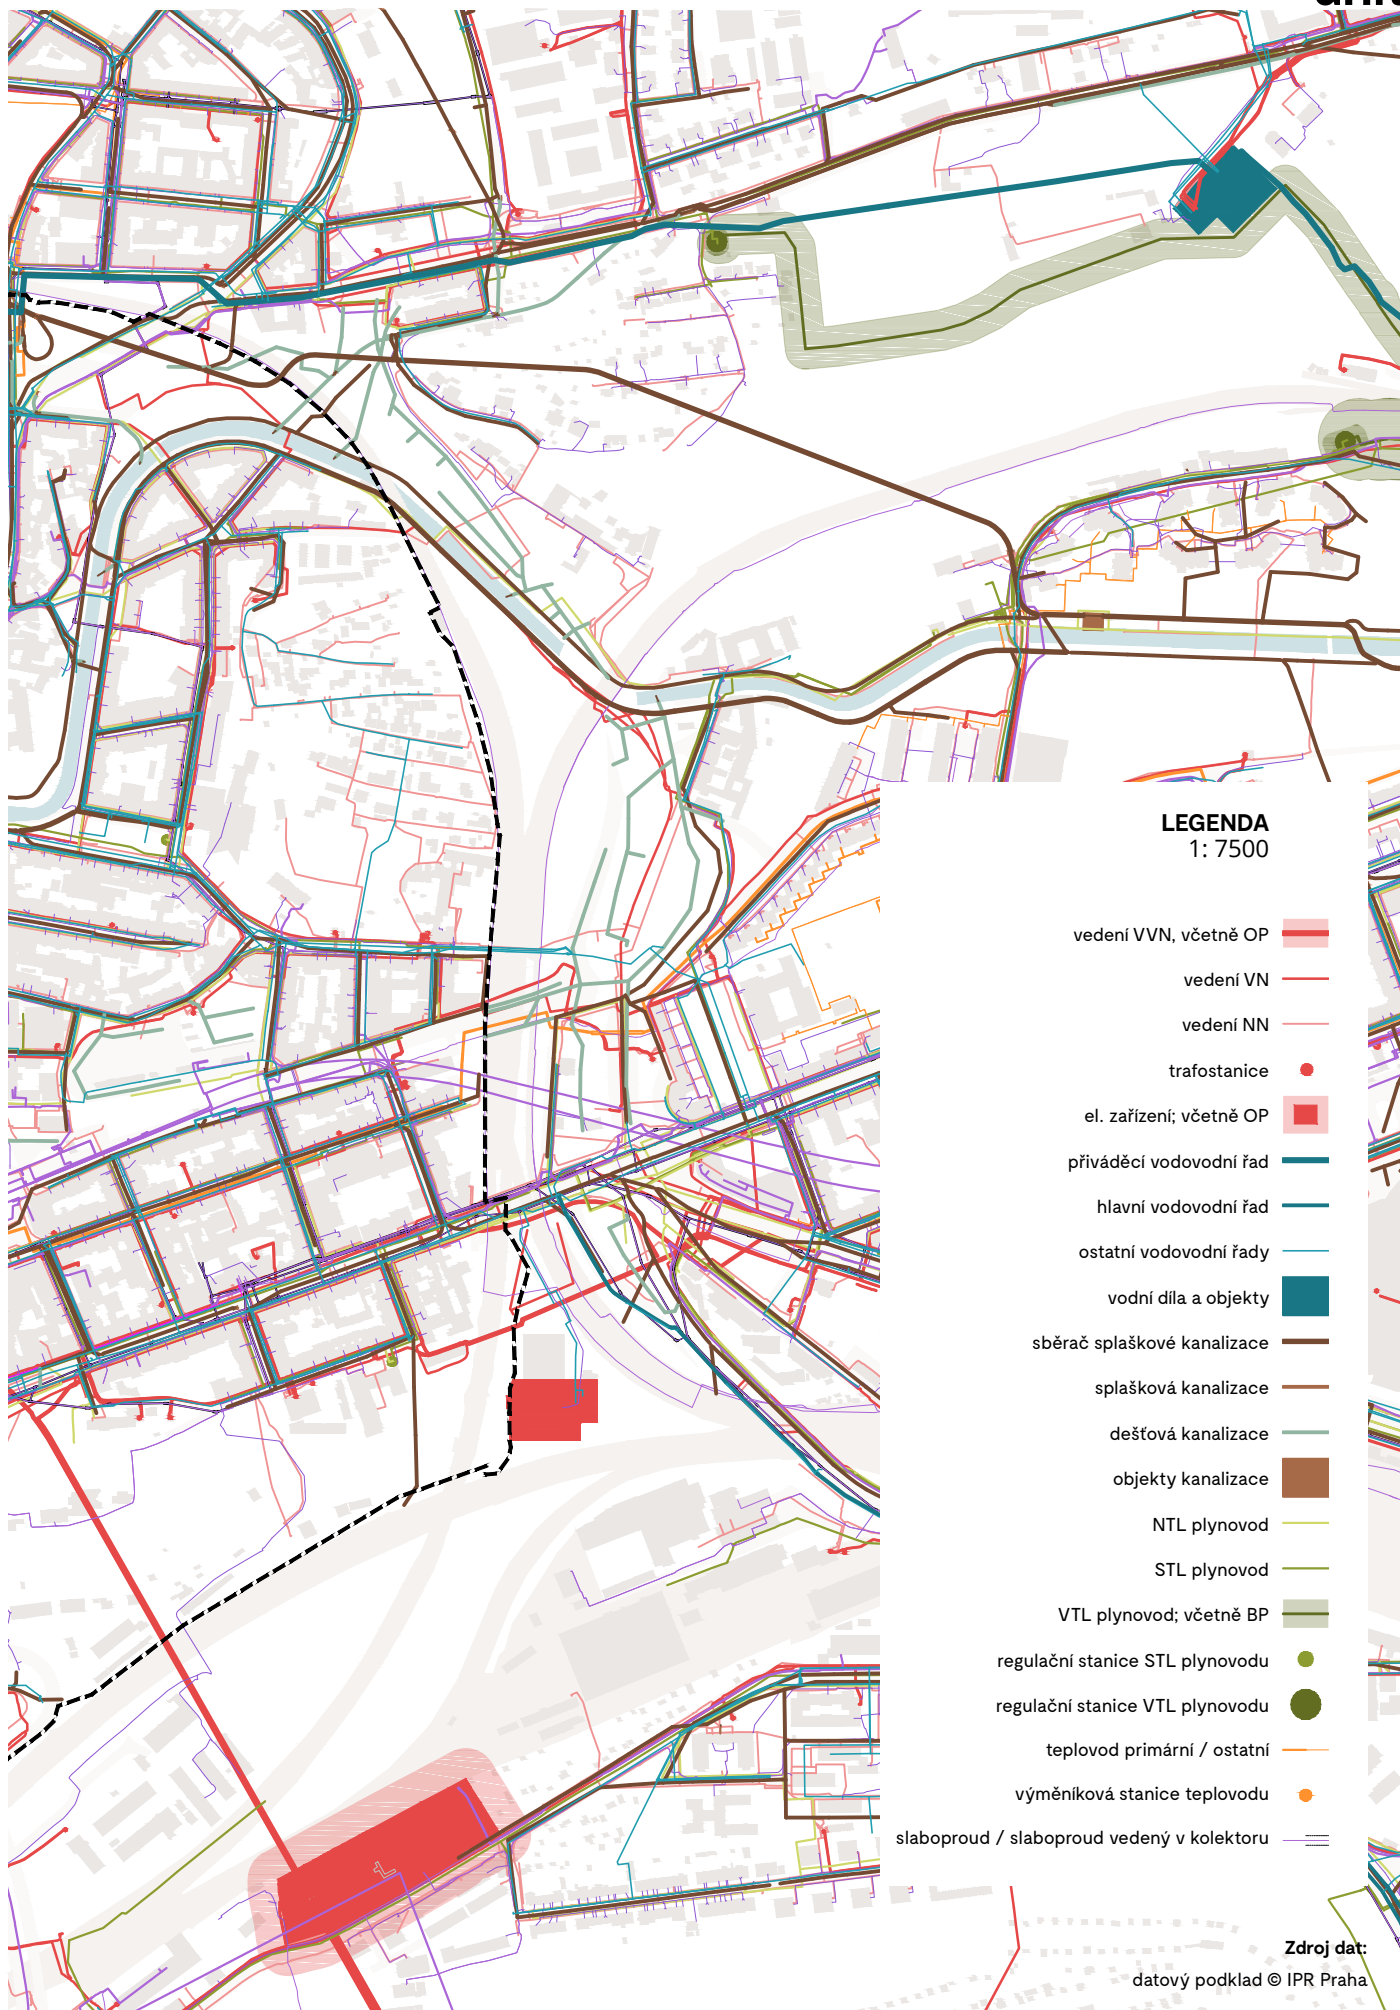 LEGENDA
1: 7500
vedení VVN, včetně OP
vedení VN
vedení NN
trafostanice
el. zařízení; včetně OP
přiváděcí vodovodní řad
hlavní vodovodní řad
ostatní vodovodní řady
vodní díla a objekty
sběrač splaškové kanalizace
splašková kanalizace
dešťová kanalizace
objekty kanalizace
NTL plynovod
STL plynovod
VTL plynovod; včetně BP
regulační stanice STL plynovodu
regulační stanice VTL plynovodu
teplovod primární / ostatní
výměníková stanice teplovodu
slaboproud / slaboproud vedený v kolektoru
Zdroj dat:
datový podklad © IPR Praha